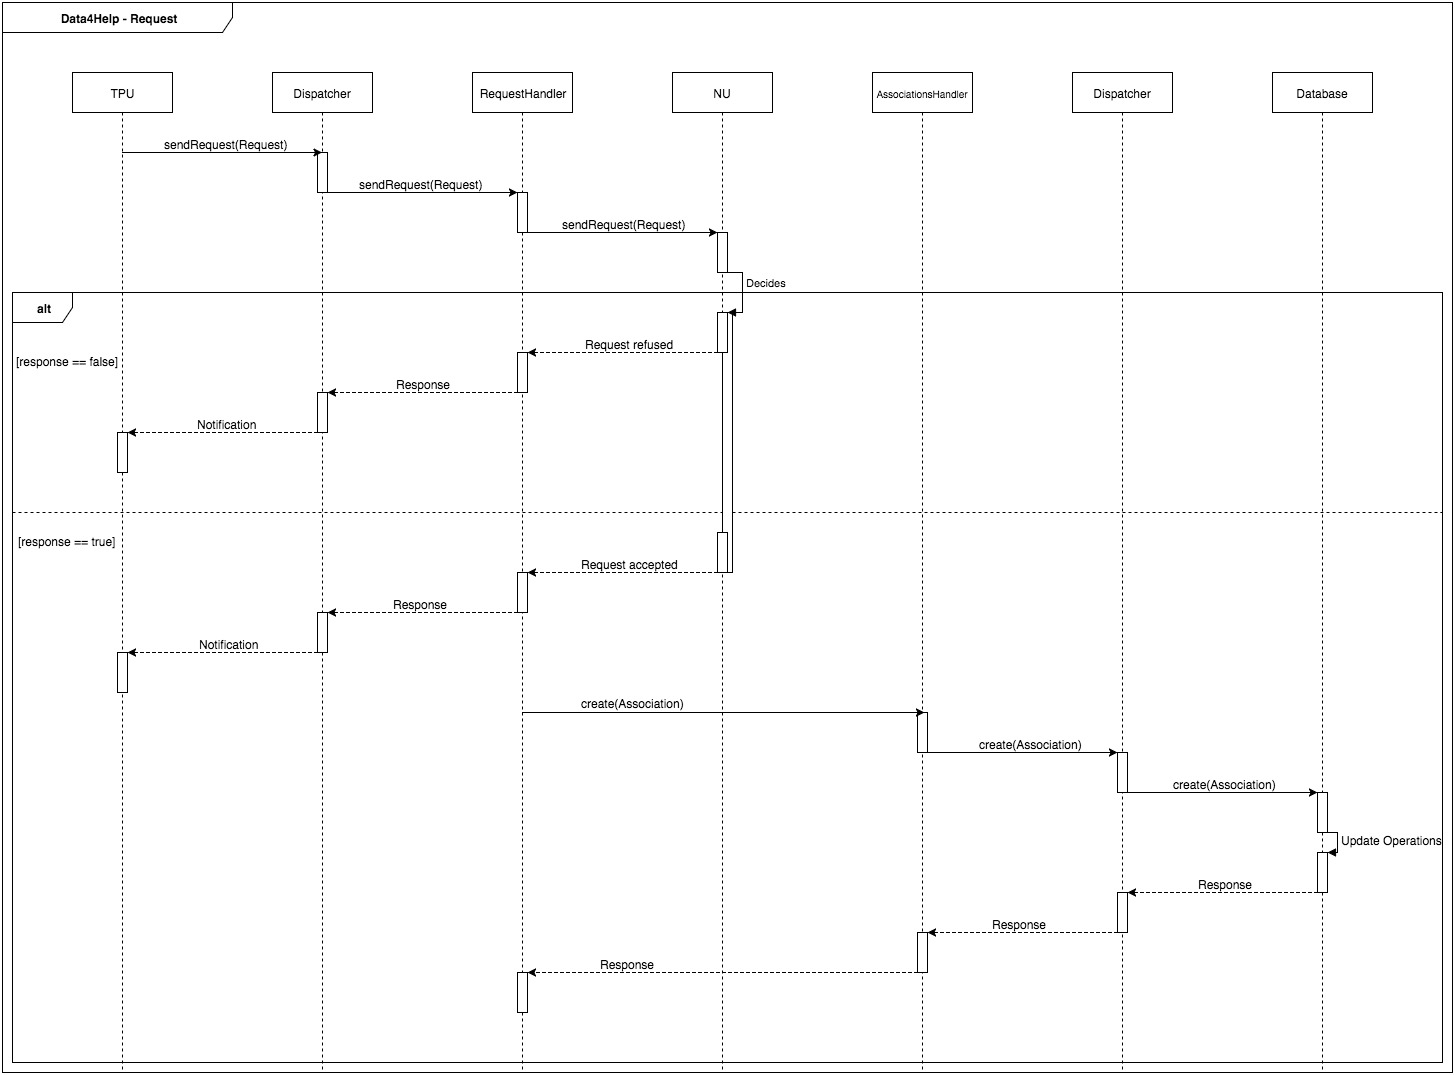 Data4Help - Request
TPU
Dispatcher
RequestHandler
NU
AssociationsHandler
Dispatcher
Database
sendRequest(Request)
sendRequest(Request)
sendRequest(Request)
Decides
alt
Request refused
[response == false]
Response
Notification
[response == true]
Request accepted
Response
Notification
create(Association)
create(Association)
create(Association)
Update Operations
Response
Response
Response